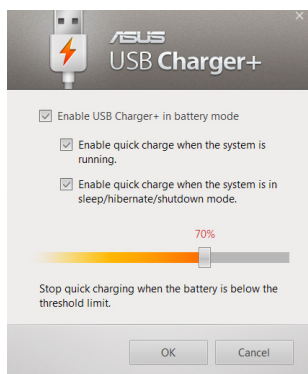 ASUS
USB Charger+
Enable USB Charger+ in battery mode
Enable quick charge when the system is
running.
Enable quick charge when the system is in
sleep/hibernate/shutdown mode.
70%
Stop quick charging when the battery is below the
threshold limit.
OK
Cancel